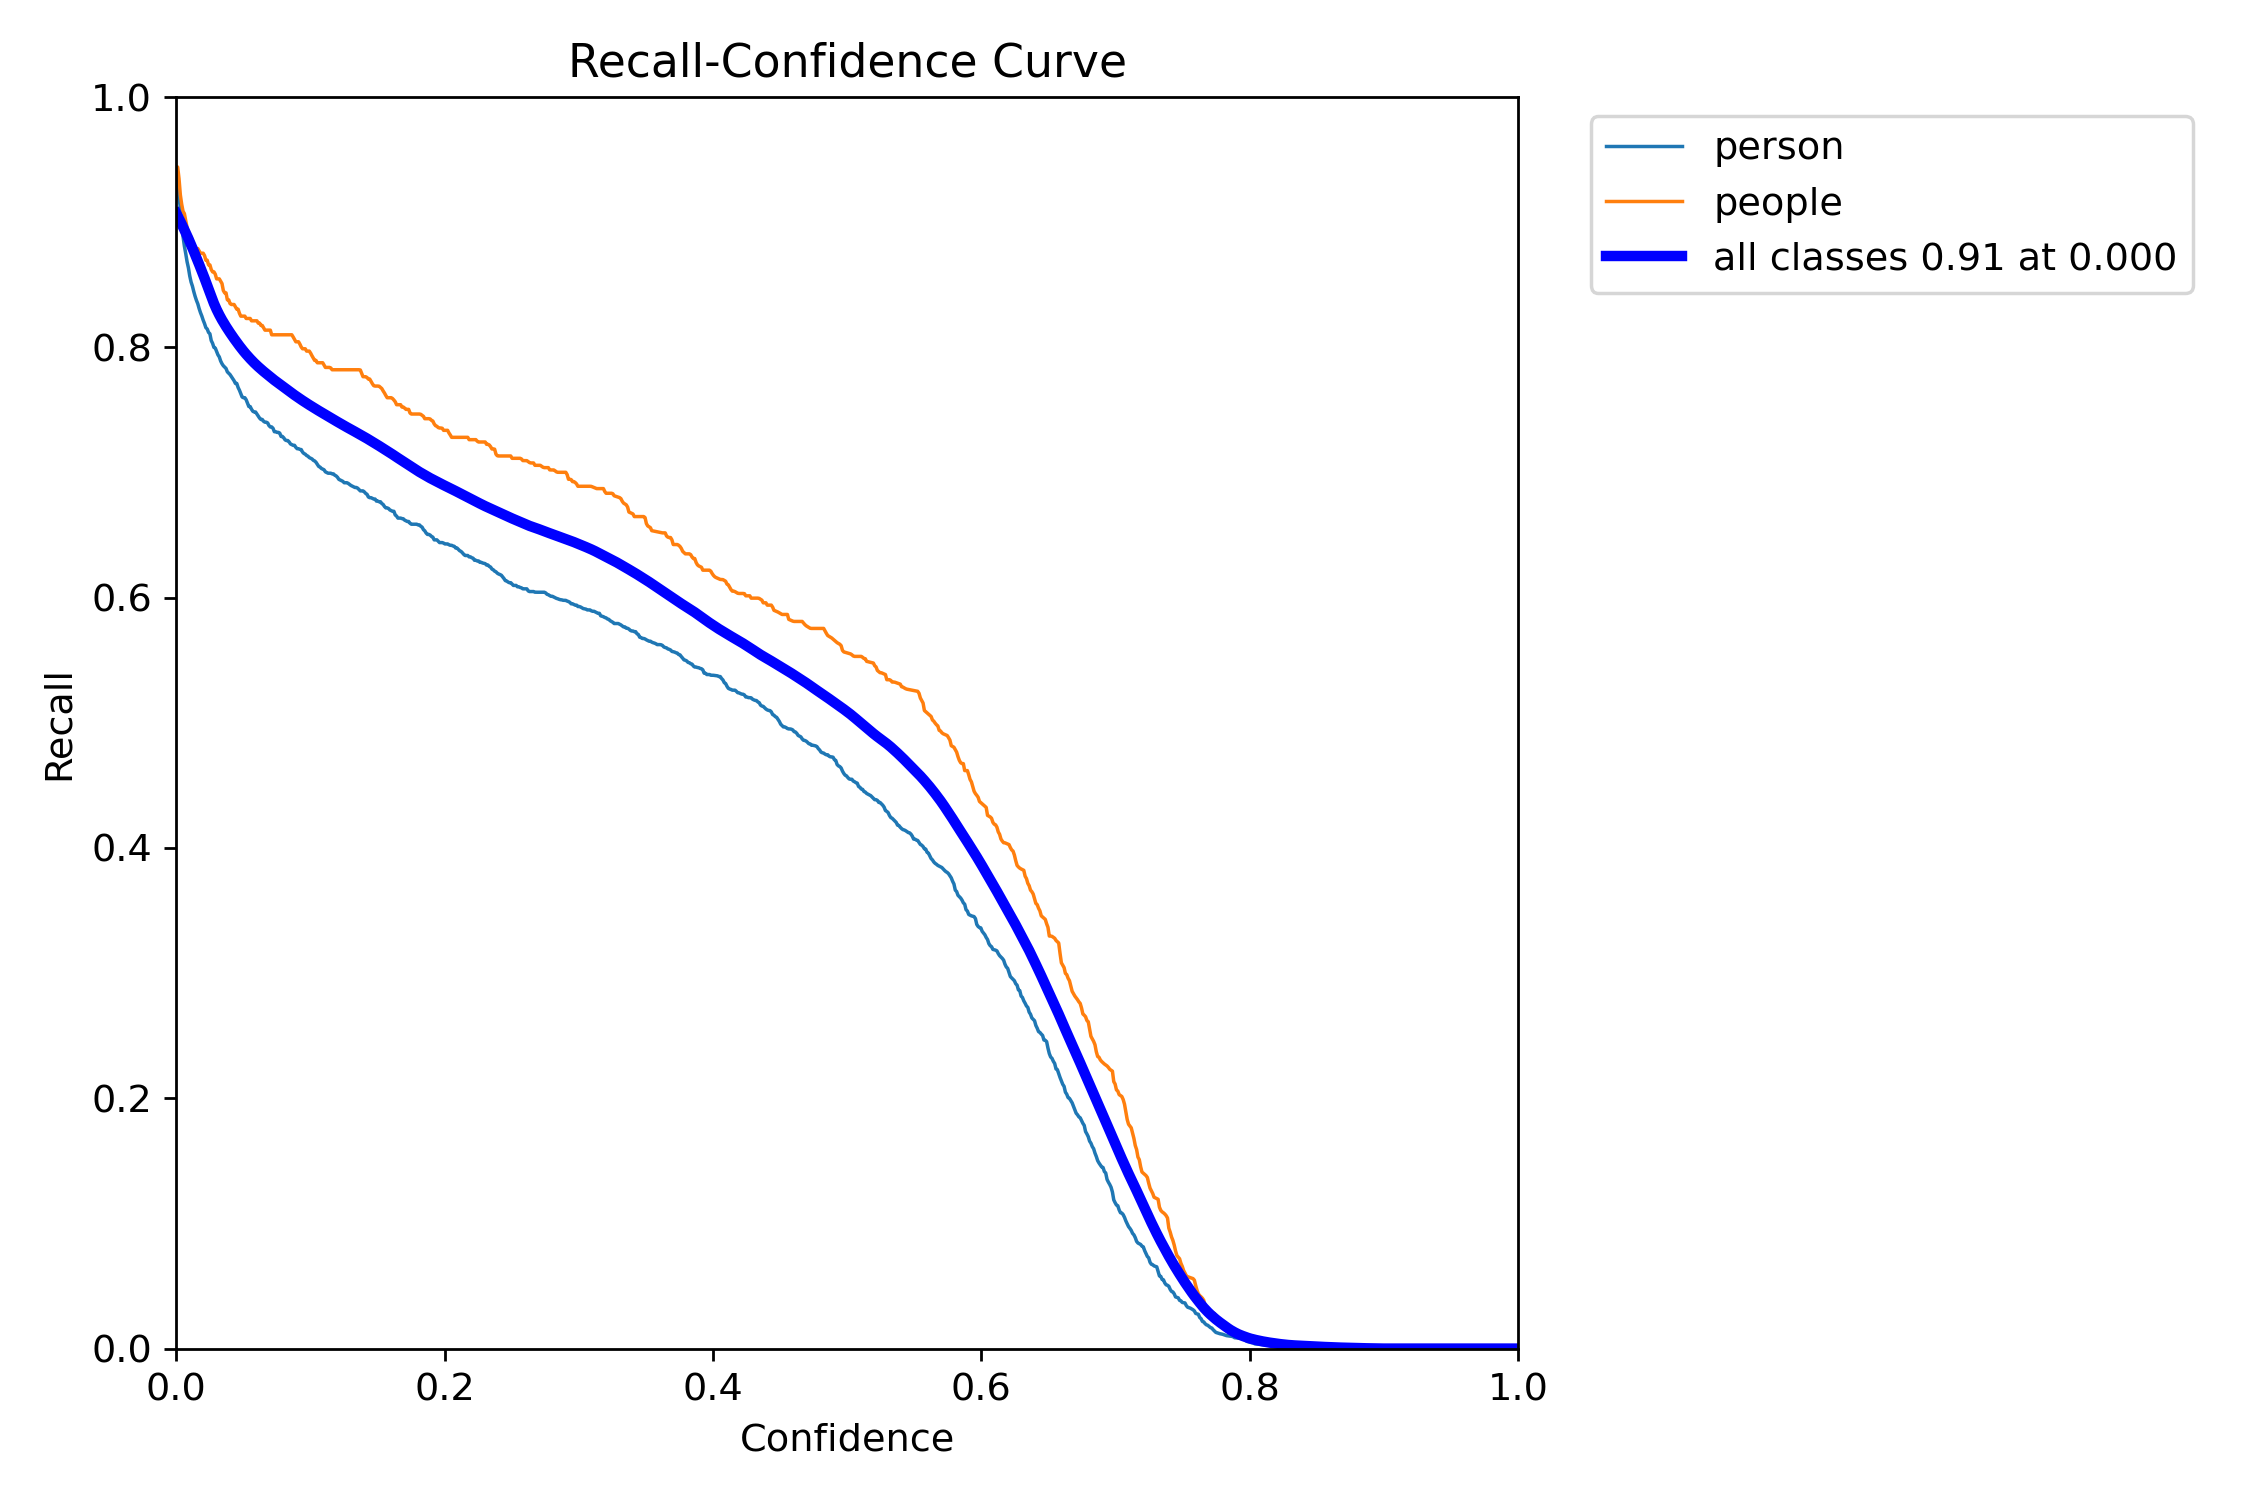 Recall-Confidence Curve
1.0
0.8
0.6
0.4
0.2
0.0
Recall
0.0 0.2 0.4 0.6 0.8 1.0
Confidence
person
people
all classes 0.91 at 0.000